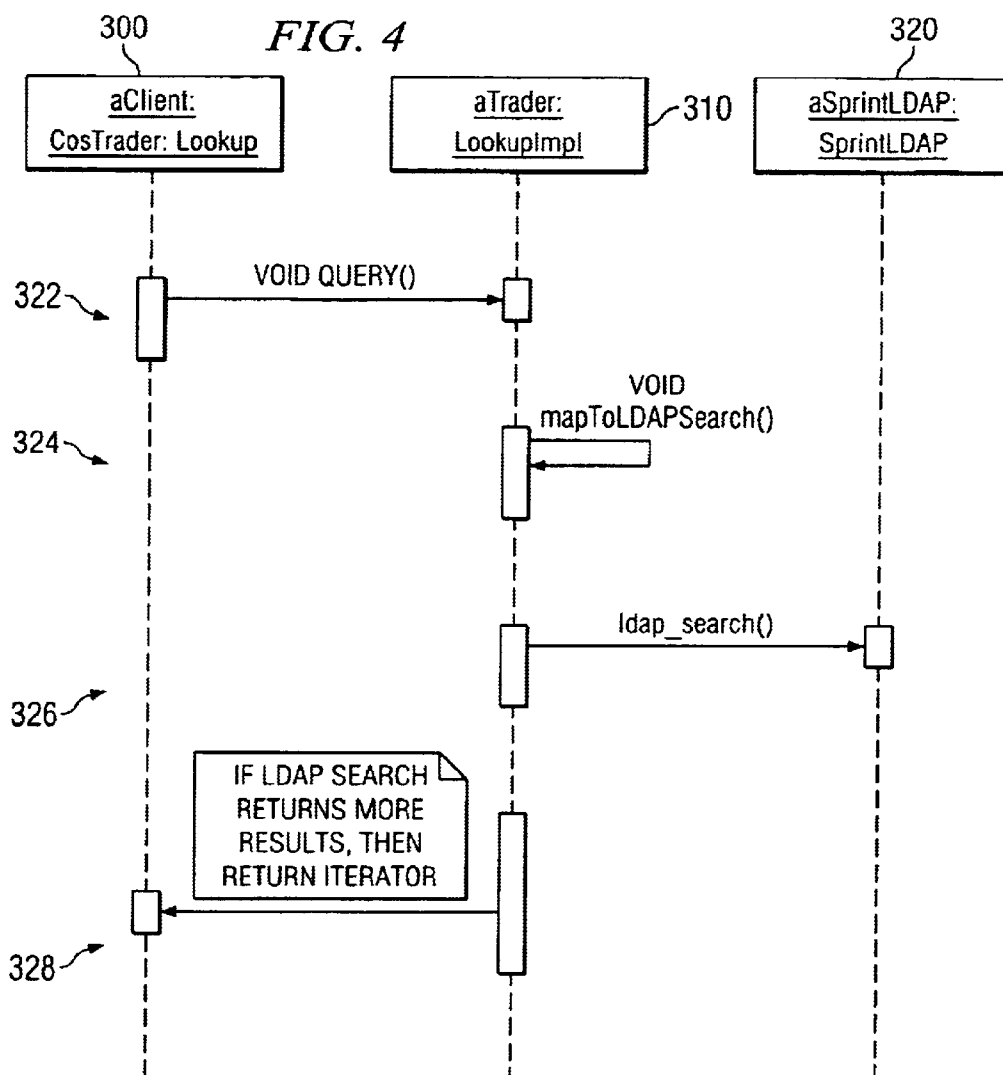 FIG. 4
300
320
aClient:
CosTrader: Lookup
aTrader:
LookupImpl
310
aSprintLDAP:
SprintLDAP
322
VOID QUERY()
VOID
mapToLDAPSearch()
324
ldap_search()
326
IF LDAP SEARCH
RETURNS MORE
RESULTS, THEN
RETURN ITERATOR
328